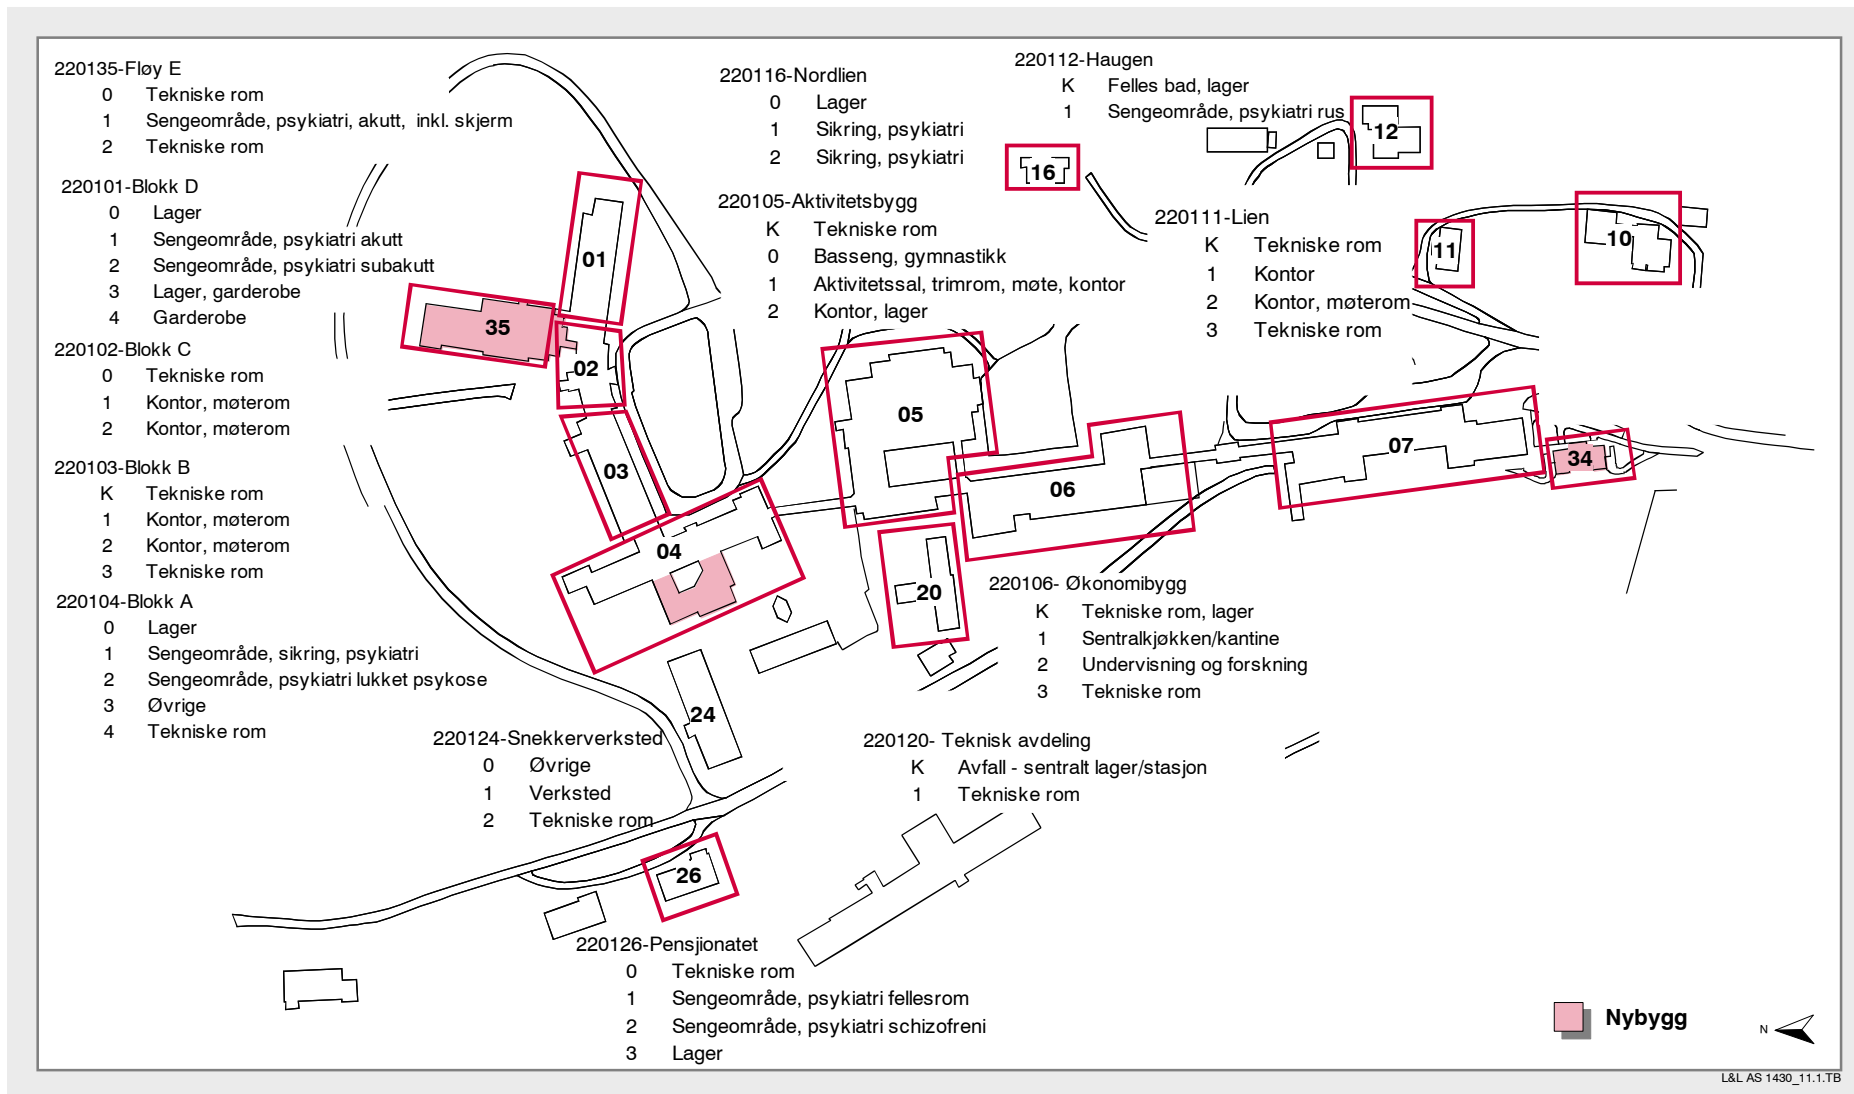 220135-Fløy E
0 Tekniske rom
1 Sengeområde, psykiatri, akutt, inkl. skjerm
2 Tekniske rom
220101-Blokk D
0 Lager
1 Sengeområde, psykiatri akutt
2 Sengeområde, psykiatri subakutt
3 Lager, garderobe
4 Garderobe
220102-Blokk C
0 Tekniske rom
1 Kontor, møterom
2 Kontor, møterom
220103-Blokk B
K Tekniske rom
1 Kontor, møterom
2 Kontor, møterom
3 Tekniske rom
220104-Blokk A
0 Lager
1 Sengeområde, sikring, psykiatri
2 Sengeområde, psykiatri lukket psykose
3 Øvrige
4 Tekniske rom
220124-Snekkerverksted
0 Øvrige
1 Verksted
2 Tekniske rom
220126-Pensjionatet
0 Tekniske rom
1 Sengeområde, psykiatri fellesrom
2 Sengeområde, psykiatri schizofreni
3 Lager
220116-Nordlien
0 Lager
1 Sikring, psykiatri
2 Sikring, psykiatri
220105-Aktivitetsbygg
K Tekniske rom
0 Basseng, gymnastikk
1 Aktivitetssal, trimrom, møte, kontor
2 Kontor, lager
220112-Haugen
K Felles bad, lager
1 Sengeområde, psykiatri rus
220111-Lien
K Tekniske rom
1 Kontor
2 Kontor, møterom
3 Tekniske rom
220106- Økonomibygg
K Tekniske rom, lager
1 Sentralkjøkken/kantine
2 Undervisning og forskning
3 Tekniske rom
220120- Teknisk avdeling
K Avfall - sentralt lager/stasjon
1 Tekniske rom
12
16
11
10
01
35
02
03
04
05
06
07
34
20
24
26
Nybygg
N
L&L AS 1430_11.1.TB